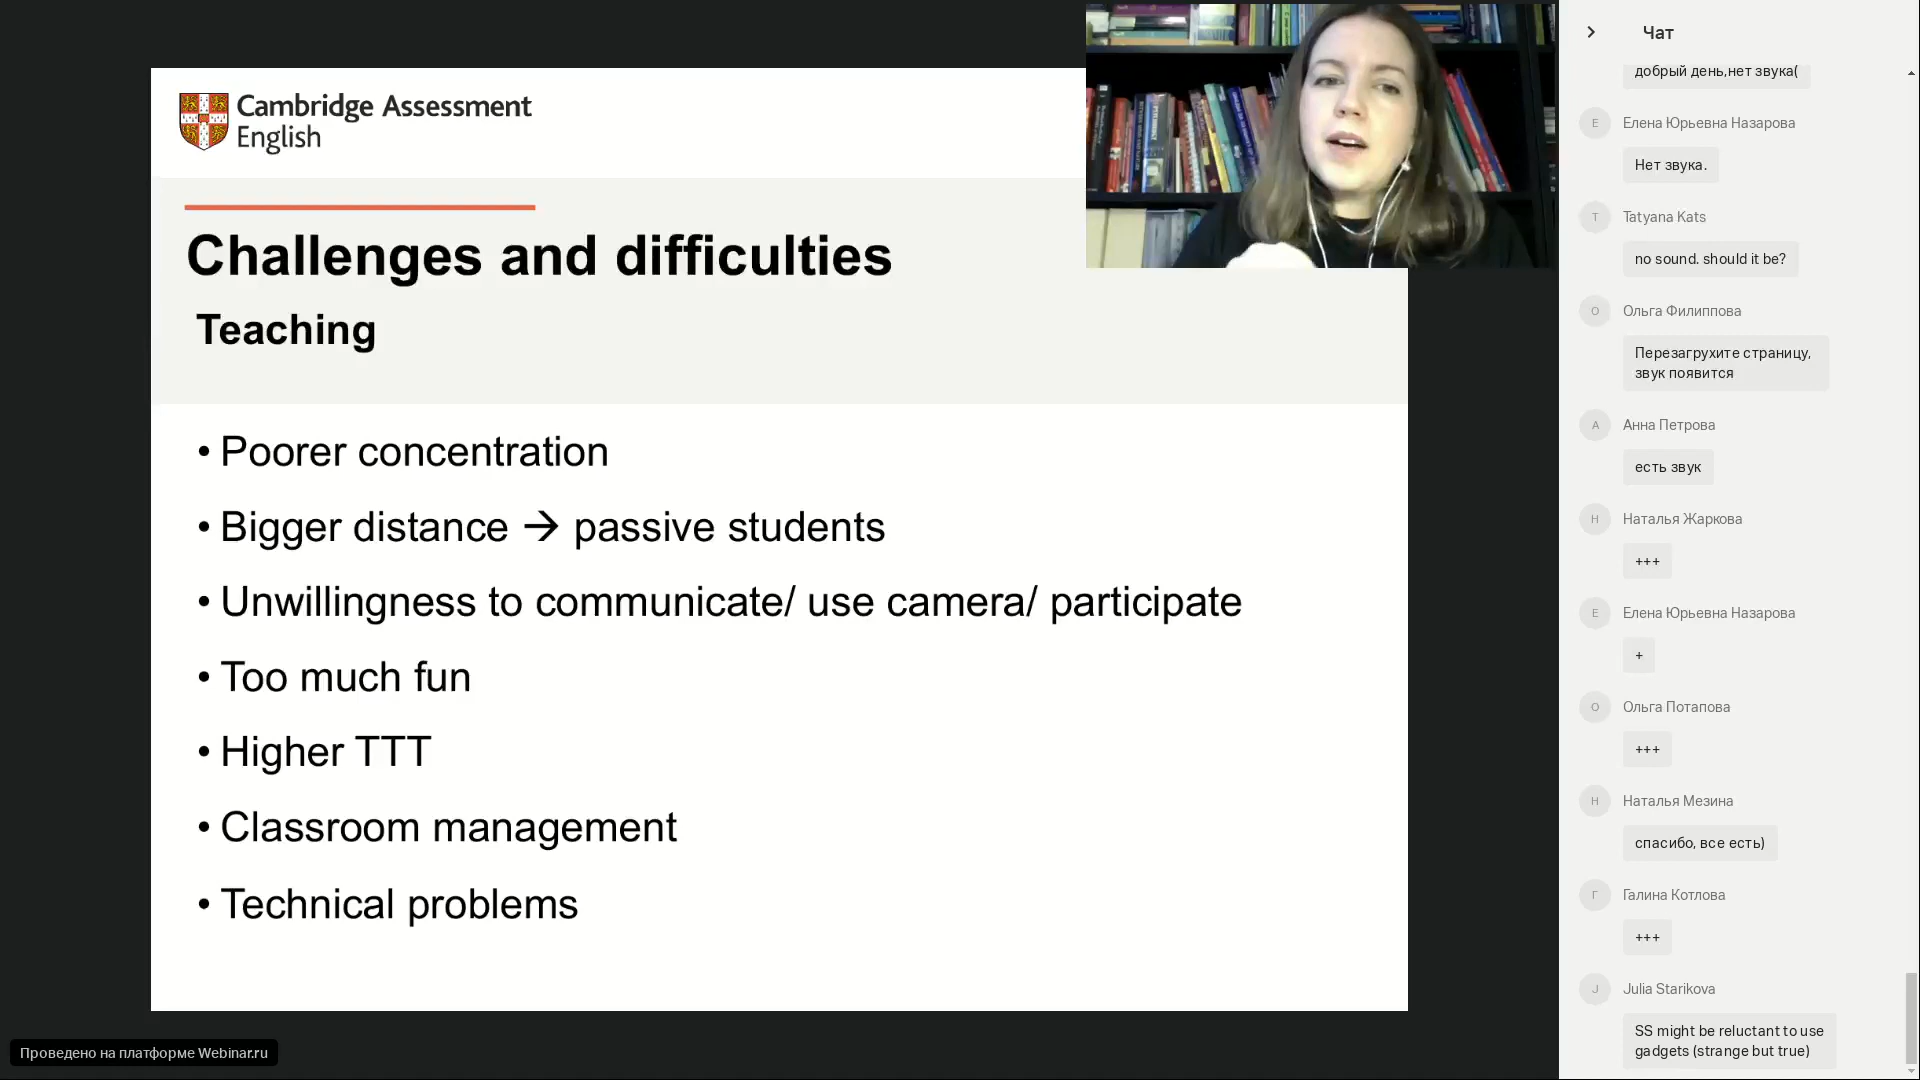 Cambridge Assessment
English
Challenges and difficulties
Teaching
• Poorer concentration
• Bigger distance → passive students
• Unwillingness to communicate/ use camera/ participate
• Too much fun
• Higher TTT
• Classroom management
• Technical problems
Проведено на платформе Webinar.ru
Чат
добрый день,нет звука(
Е
Елена Юрьевна Назарова
Нет звука.
T
Tatyana Kats
no sound. should it be?
О
Ольга Филиппова
Перезагрухите страницу,
звук появится
А
Анна Петрова
есть звук
Н
Наталья Жаркова
+++
Е
Елена Юрьевна Назарова
+
О
Ольга Потапова
+++
Н
Наталья Мезина
спасибо, все есть)
Г
Галина Котлова
+++
J
Julia Starikova
SS might be reluctant to use
gadgets (strange but true)